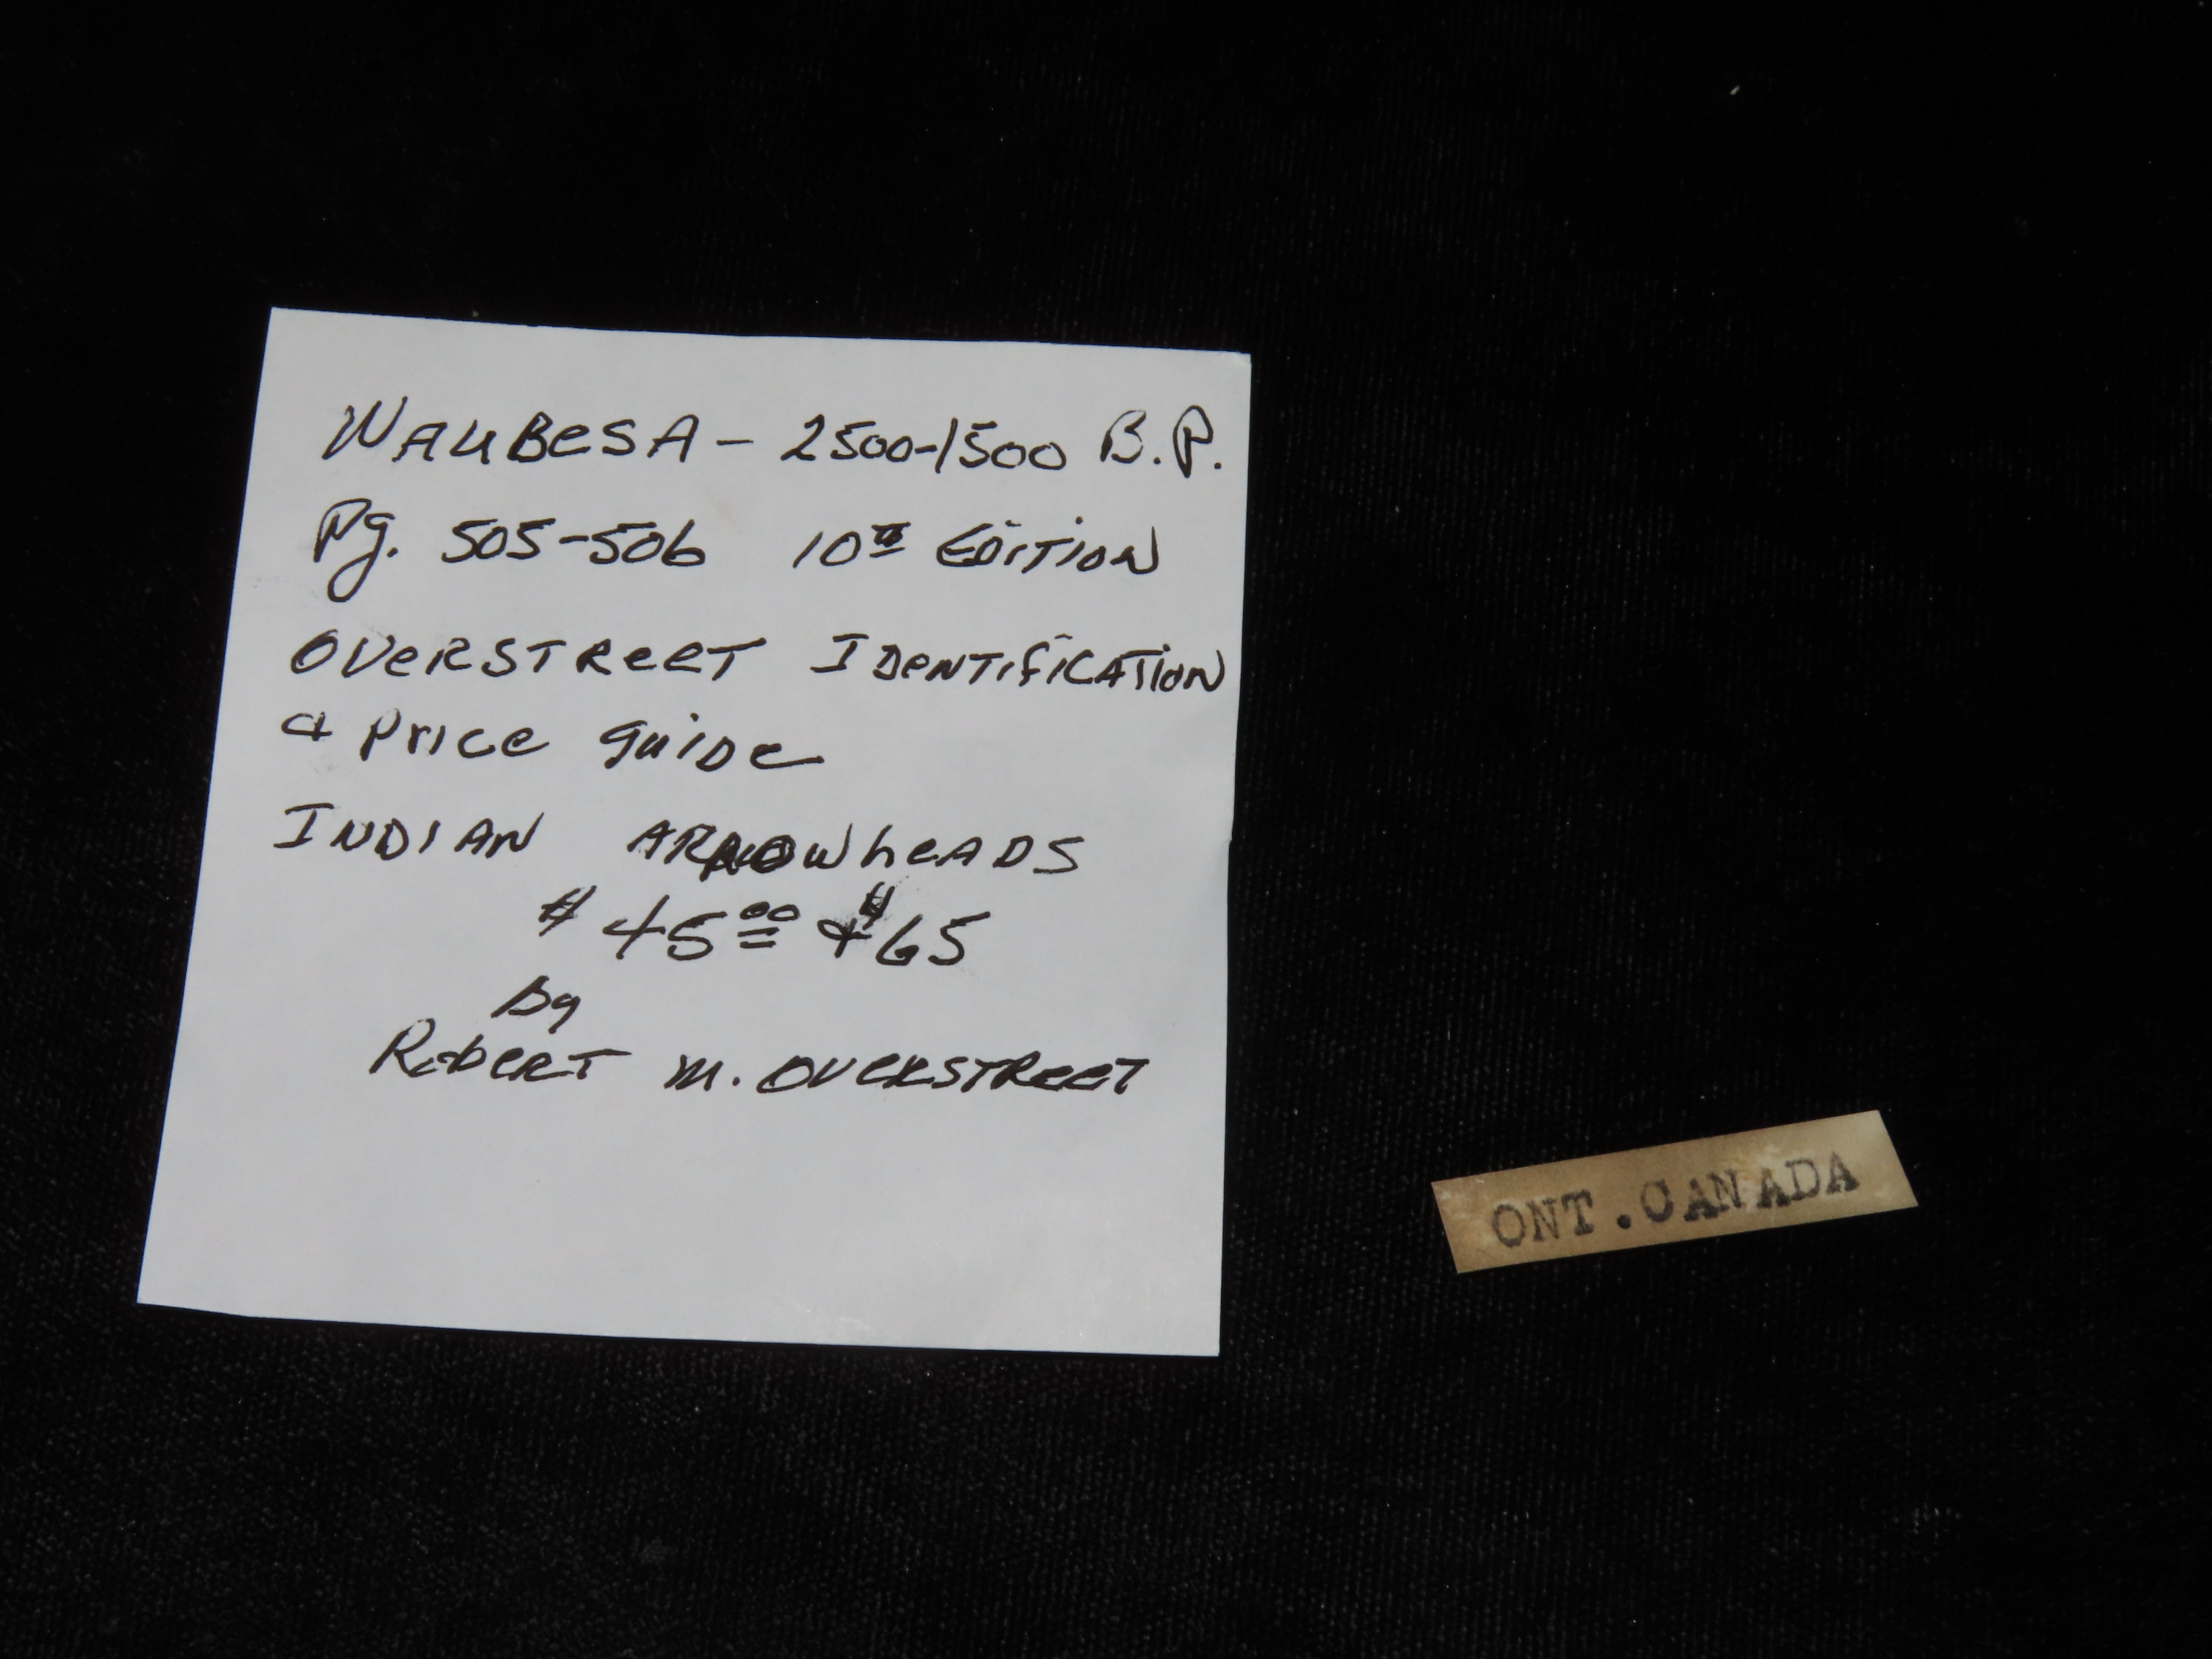 WAUBESA - 2500-1500 B.P.
Pg. 505-506 10th EDITION
OVERSTREET IDENTIFICATION
& Price Guide
INDIAN ARROWheADS
$45.00 & $65
By
Robert M. OVERSTREET
ONT. CANADA